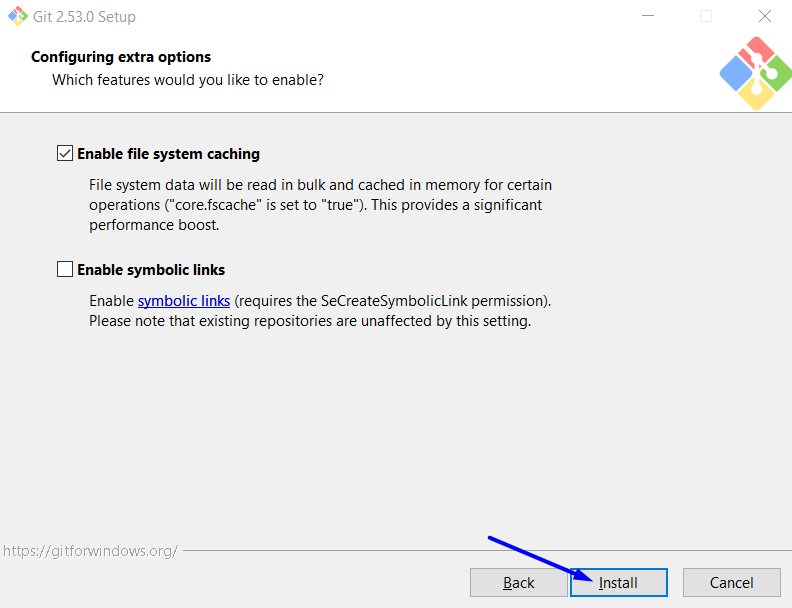 Git 2.53.0 Setup
Configuring extra options
Which features would you like to enable?
Enable file system caching
File system data will be read in bulk and cached in memory for certain
operations ("core.fscache" is set to "true"). This provides a significant
performance boost.
Enable symbolic links
Enable symbolic links (requires the SeCreateSymbolicLink permission).
Please note that existing repositories are unaffected by this setting.
https://gitforwindows.org/
Back
Install
Cancel